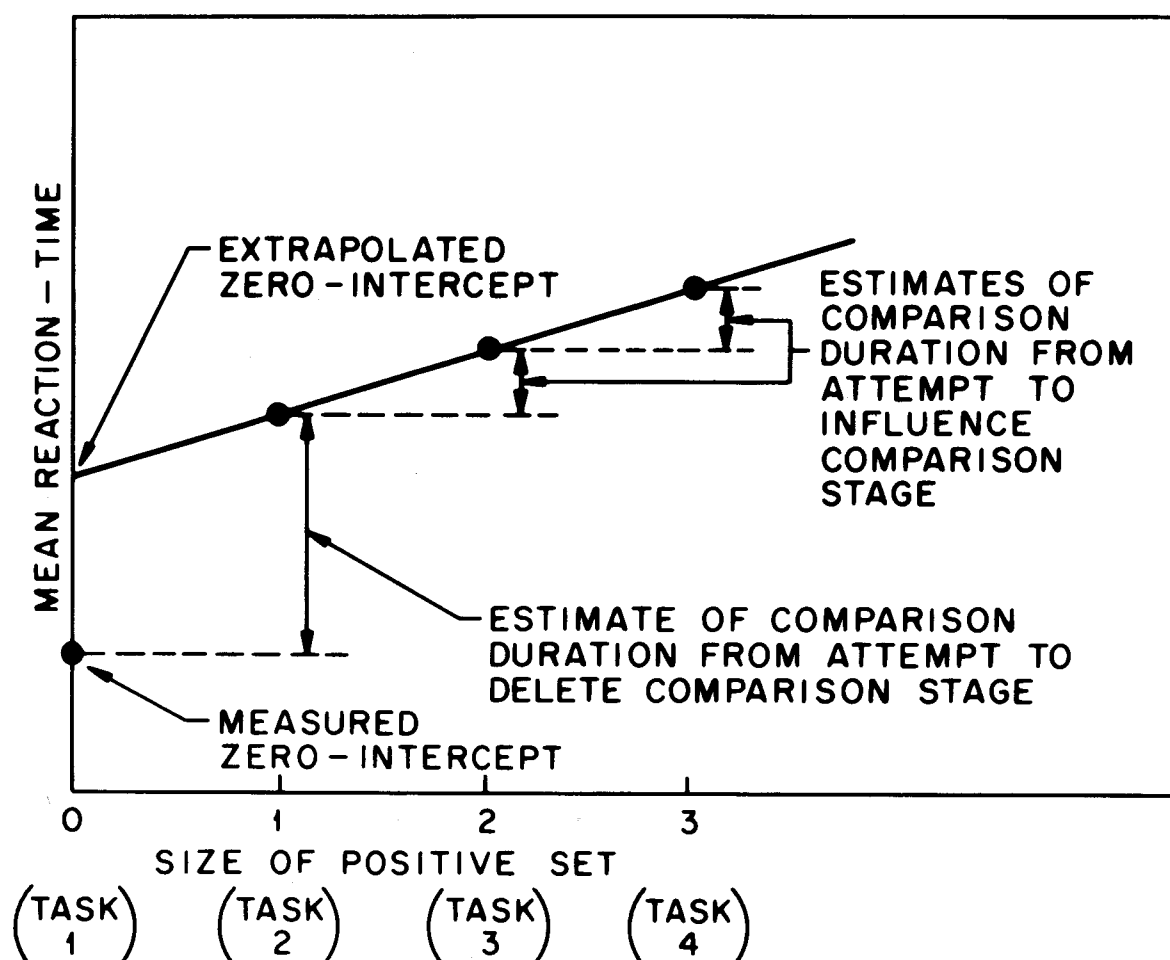 MEAN REACTION – TIME
EXTRAPOLATED
ZERO – INTERCEPT
ESTIMATES OF
COMPARISON
DURATION FROM
ATTEMPT TO
INFLUENCE
COMPARISON
STAGE
ESTIMATE OF COMPARISON
DURATION FROM ATTEMPT TO
DELETE COMPARISON STAGE
MEASURED
ZERO – INTERCEPT
0 1 2 3
SIZE OF POSITIVE SET
(TASK 1) (TASK 2) (TASK 3) (TASK 4)